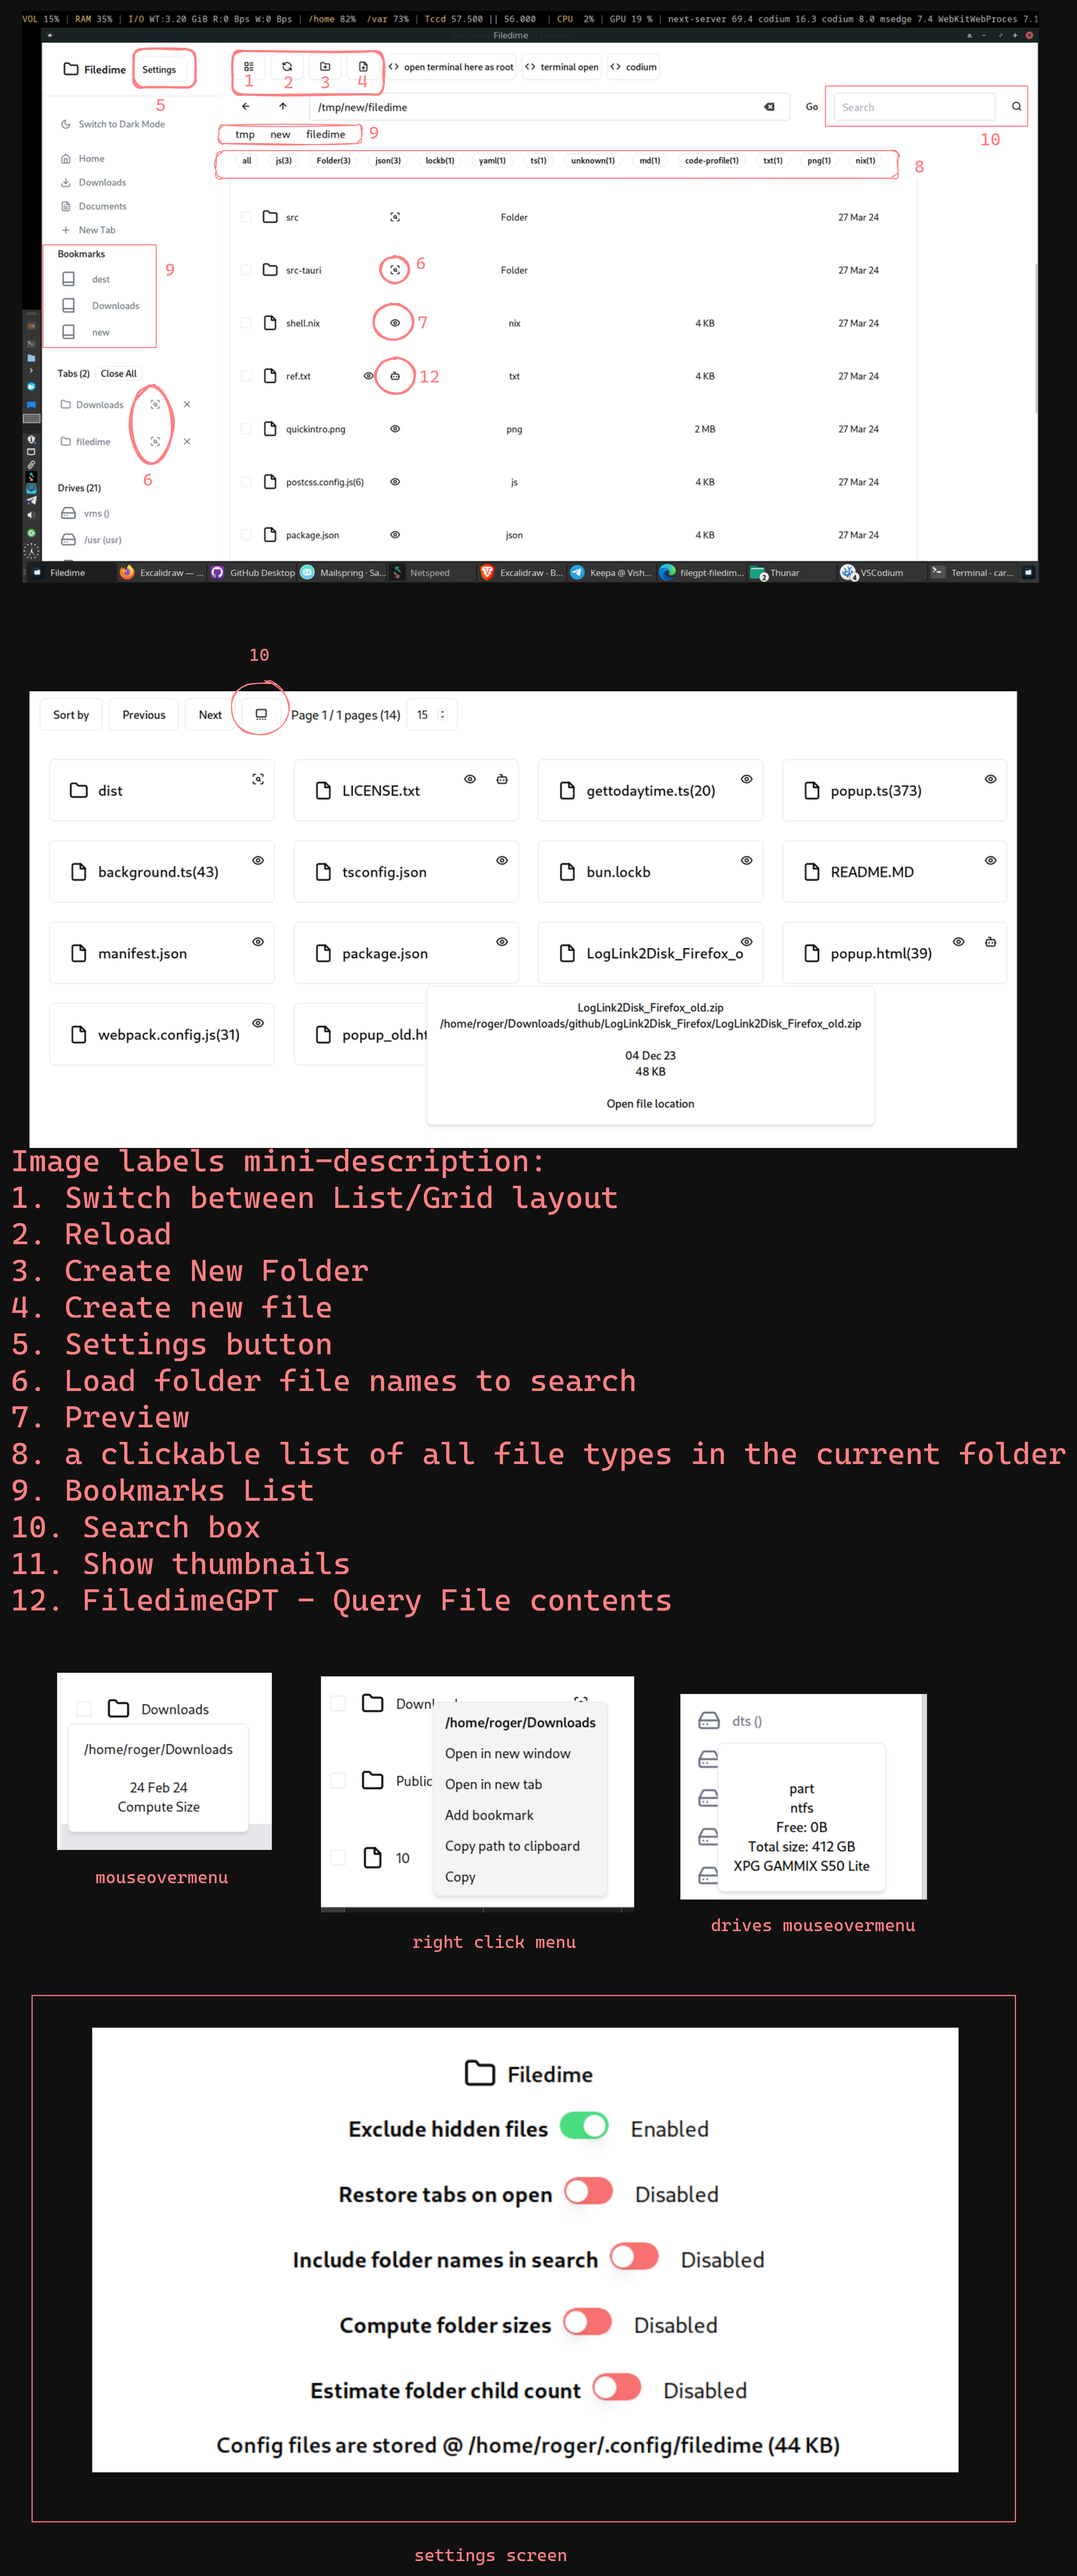 VOL 15% | RAM 35% | I/O WT:3.20 GiB R:0 Bps W:0 Bps | /home 82% /var 73% | Tccd 57.500 || 56.000 | CPU 2% | GPU 19 % | next-server 69.4 codium 16.3 codium 8.0 msedge 7.4 WebKitWebProces 7.1
Filedime
Filedime
Settings
5
1
2
3
4
<> open terminal here as root
<> terminal open
<> codium
/tmp/new/filedime
Go
Search
10
tmp new filedime
9
all js(3) Folder(3) json(3) lockb(1) yaml(1) ts(1) unknown(1) md(1) code-profile(1) txt(1) png(1) nix(1)
8
Switch to Dark Mode
Home
Downloads
Documents
New Tab
Bookmarks
9
dest
Downloads
new
Tabs (2) Close All
Downloads
filedime
6
Drives (21)
vms ()
/usr (usr)
src Folder 27 Mar 24
src-tauri 6 Folder 27 Mar 24
shell.nix 7 nix 4 KB 27 Mar 24
ref.txt 12 txt 4 KB 27 Mar 24
quickintro.png png 2 MB 27 Mar 24
postcss.config.js(6) js 4 KB 27 Mar 24
package.json json 4 KB 27 Mar 24
Filedime Excalidraw — ... GitHub Desktop Mailspring · Sa... Netspeed Excalidraw - B... Keepa @ Vish... filegpt-filedim... 2 Thunar 4 VSCodium Terminal - car...
10
Sort by Previous Next Page 1 / 1 pages (14) 15
dist LICENSE.txt gettodaytime.ts(20) popup.ts(373)
background.ts(43) tsconfig.json bun.lockb README.MD
manifest.json package.json LogLink2Disk_Firefox_o popup.html(39)
webpack.config.js(31) popup_old.ht
LogLink2Disk_Firefox_old.zip
/home/roger/Downloads/github/LogLink2Disk_Firefox/LogLink2Disk_Firefox_old.zip
04 Dec 23
48 KB
Open file location
Image labels mini-description:
1. Switch between List/Grid layout
2. Reload
3. Create New Folder
4. Create new file
5. Settings button
6. Load folder file names to search
7. Preview
8. a clickable list of all file types in the current folder
9. Bookmarks List
10. Search box
11. Show thumbnails
12. FiledimeGPT - Query File contents
Downloads
/home/roger/Downloads
24 Feb 24
Compute Size
mouseovermenu
Downl
Public
10
/home/roger/Downloads
Open in new window
Open in new tab
Add bookmark
Copy path to clipboard
Copy
right click menu
dts ()
part
ntfs
Free: 0B
Total size: 412 GB
XPG GAMMIX S50 Lite
drives mouseovermenu
Filedime
Exclude hidden files Enabled
Restore tabs on open Disabled
Include folder names in search Disabled
Compute folder sizes Disabled
Estimate folder child count Disabled
Config files are stored @ /home/roger/.config/filedime (44 KB)
settings screen